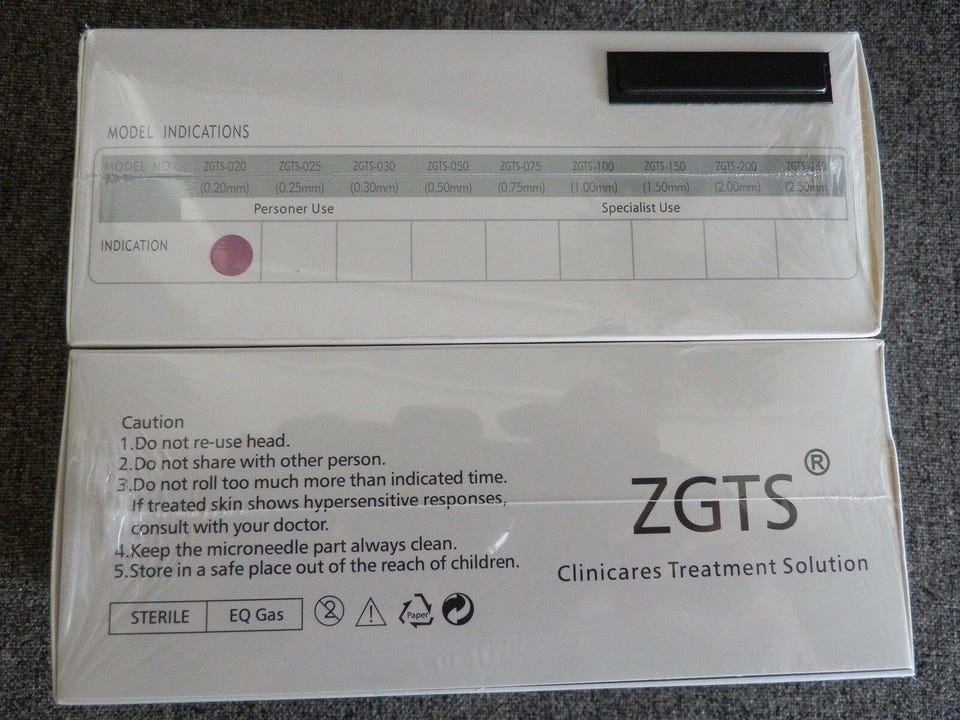 MODEL INDICATIONS
MODEL NO. ZGTS-020 ZGTS-025 ZGTS-030 ZGTS-050 ZGTS-075 ZGTS-100 ZGTS-150 ZGTS-200
(0.20mm) (0.25mm) (0.30mm) (0.50mm) (0.75mm) (1.00mm) (1.50mm) (2.00mm) (2.50mm)
Personer Use Specialist Use
INDICATION
Caution
1.Do not re-use head.
2.Do not share with other person.
3.Do not roll too much more than indicated time.
If treated skin shows hypersensitive responses,
consult with your doctor.
4.Keep the microneedle part always clean.
5.Store in a safe place out of the reach of children.
STERILE EQ Gas
2
Paper
ZGTS®
Clinicares Treatment Solution